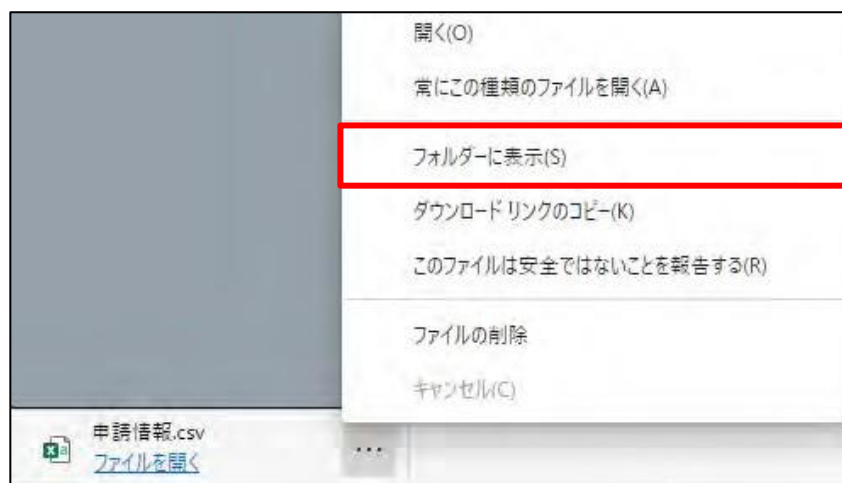 開く(O)
常にこの種類のファイルを開く(A)
フォルダーに表示(S)
ダウンロード リンクのコピー(K)
このファイルは安全ではないことを報告する(R)
ファイルの削除
キャンセル(C)
申請情報.csv
ファイルを開く
...